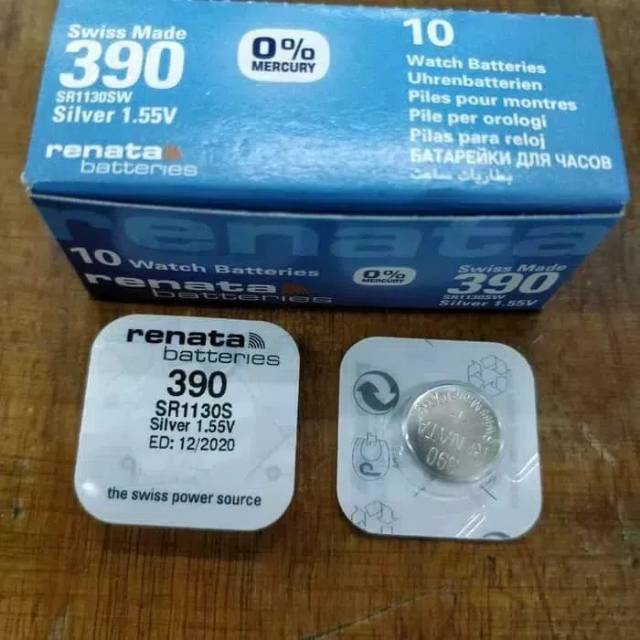 Swiss Made
390
SR1130SW
Silver 1.55V
renata
batteries
0%
MERCURY
10
Watch Batteries
Uhrenbatterien
Piles pour montres
Pile per orologi
Pilas para reloj
БАТАРЕЙКИ ДЛЯ ЧАСОВ
بطاريات ساعت
renata
10 Watch Batteries
renata
batteries
0%
MERCURY
Swiss Made
390
SR1130SW
Silver 1.55V
renata
batteries
390
SR1130S
Silver 1.55V
ED: 12/2020
the swiss power source
RENATA
390